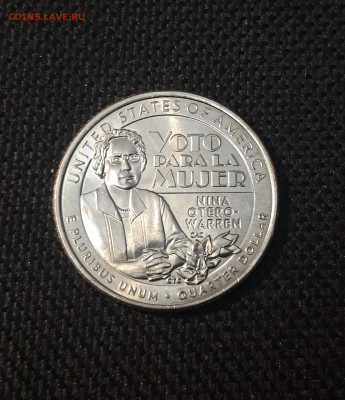 COINS.LAVE.RU
UNITED STATES OF AMERICA
VOTO
PARA LA
MUJER
NINA
OTERO-
WARREN
E PLURIBUS UNUM • QUARTER DOLLAR